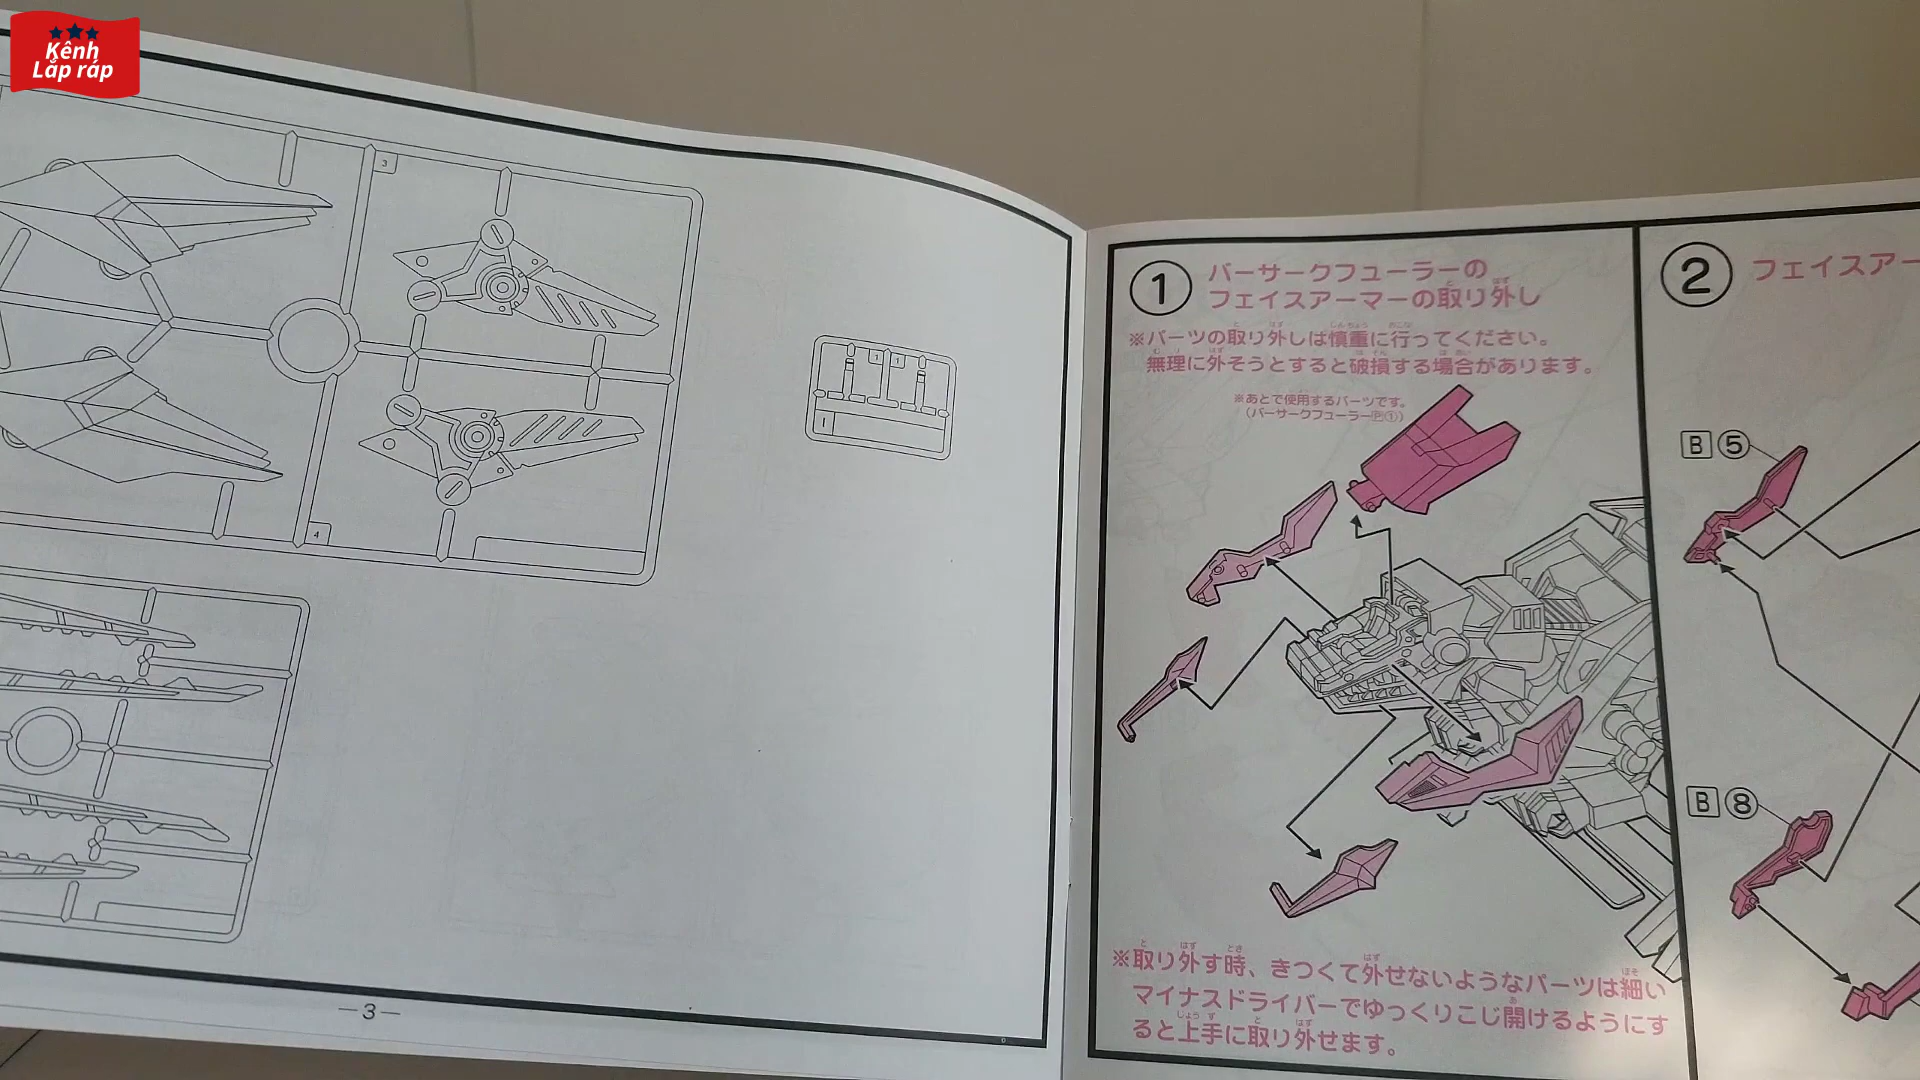 Kênh
Lắp ráp
3
4
1
1
1
—3—
1
バーサークフューラーの
フェイスアーマーの取り外し
※パーツの取り外しは慎重に行ってください。
無理に外そうとすると破損する場合があります。
※あとで使用するパーツです。
(バーサークフューラーP①)
※取り外す時、きつくて外せないようなパーツは細い
マイナスドライバーでゆっくりこじ開けるようにす
ると上手に取り外せます。
2
フェイスアー
B⑤
B⑧